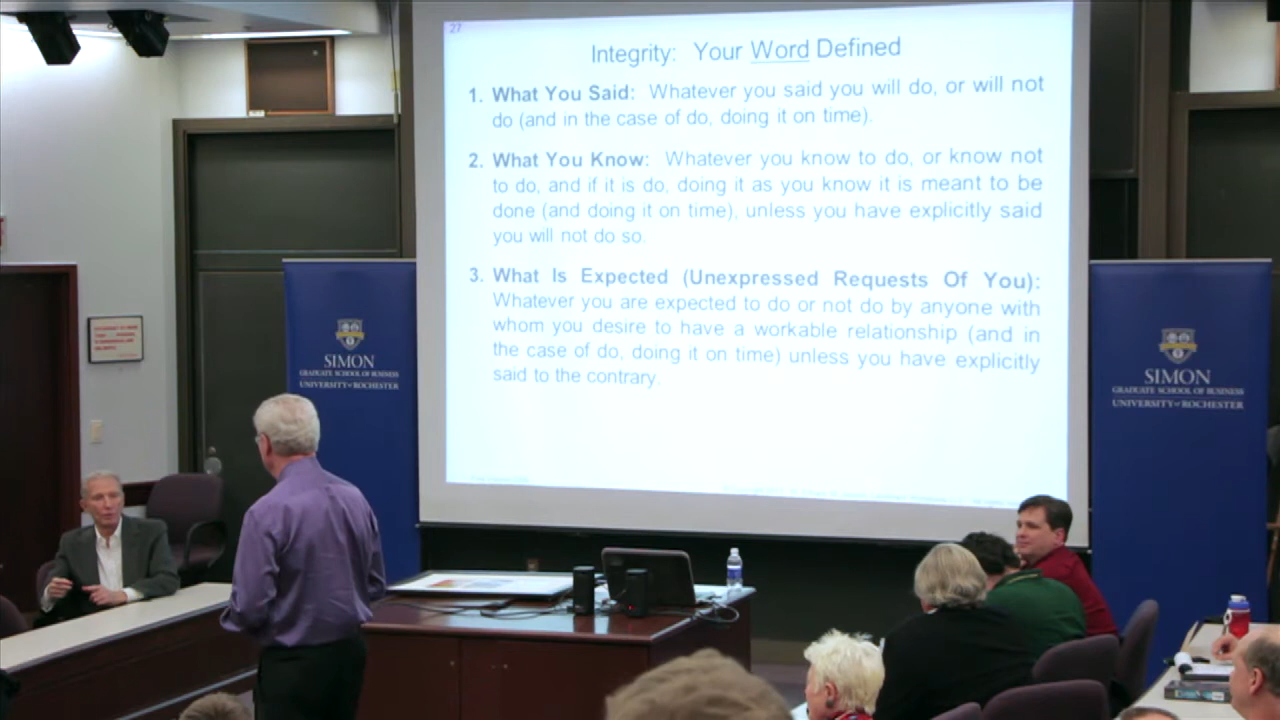 27
Integrity: Your Word Defined
1. What You Said: Whatever you said you will do, or will not
do (and in the case of do, doing it on time).
2. What You Know: Whatever you know to do, or know not
to do, and if it is do, doing it as you know it is meant to be
done (and doing it on time), unless you have explicitly said
you will not do so.
3. What Is Expected (Unexpressed Requests Of You):
Whatever you are expected to do or not do by anyone with
whom you desire to have a workable relationship (and in
the case of do, doing it on time) unless you have explicitly
said to the contrary.
SIMON
GRADUATE SCHOOL OF BUSINESS
UNIVERSITY of ROCHESTER
SIMON
GRADUATE SCHOOL OF BUSINESS
UNIVERSITY of ROCHESTER